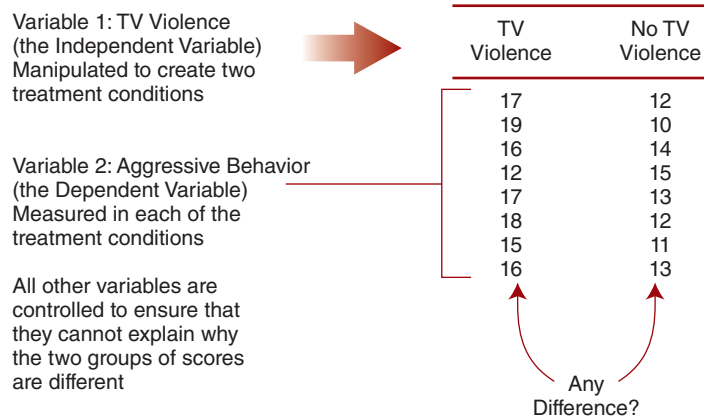 Variable 1: TV Violence
(the Independent Variable)
Manipulated to create two
treatment conditions
Variable 2: Aggressive Behavior
(the Dependent Variable)
Measured in each of the
treatment conditions
All other variables are
controlled to ensure that
they cannot explain why
the two groups of scores
are different
TV No TV
Violence Violence
17 12
19 10
16 14
12 15
17 13
18 12
15 11
16 13
Any
Difference?